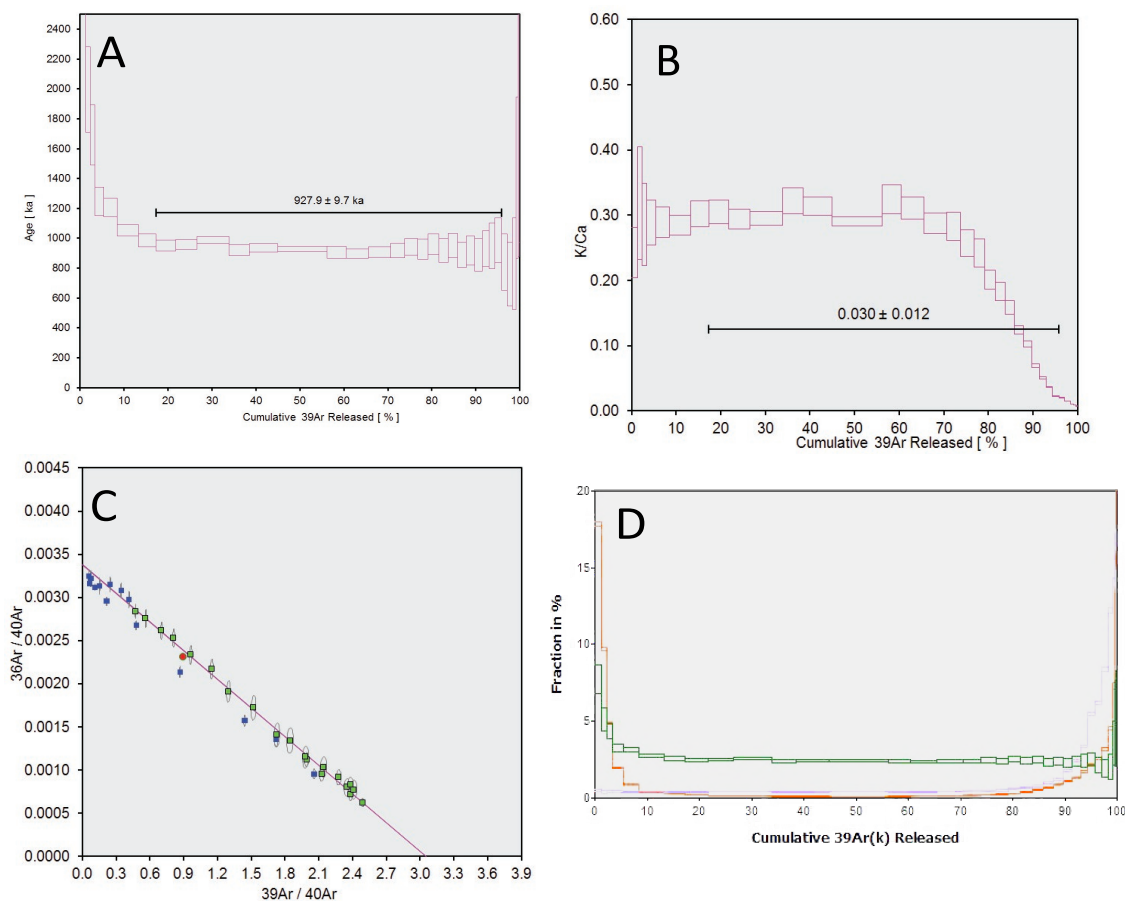 A
2400
2200
2000
1800
1600
1400
1200
1000
800
600
400
200
0
Age [ ka ]
927.9 ± 9.7 ka
0 10 20 30 40 50 60 70 80 90 100
Cumulative 39Ar Released [ % ]
B
0.60
0.50
0.40
0.30
0.20
0.10
0.00
K/Ca
0.030 ± 0.012
0 10 20 30 40 50 60 70 80 90 100
Cumulative 39Ar Released [ % ]
C
0.0045
0.0040
0.0035
0.0030
0.0025
0.0020
0.0015
0.0010
0.0005
0.0000
36Ar / 40Ar
0.0 0.3 0.6 0.9 1.2 1.5 1.8 2.1 2.4 2.7 3.0 3.3 3.6 3.9
39Ar / 40Ar
D
20
15
10
5
0
Fraction in %
0 10 20 30 40 50 60 70 80 90 100
Cumulative 39Ar(k) Released